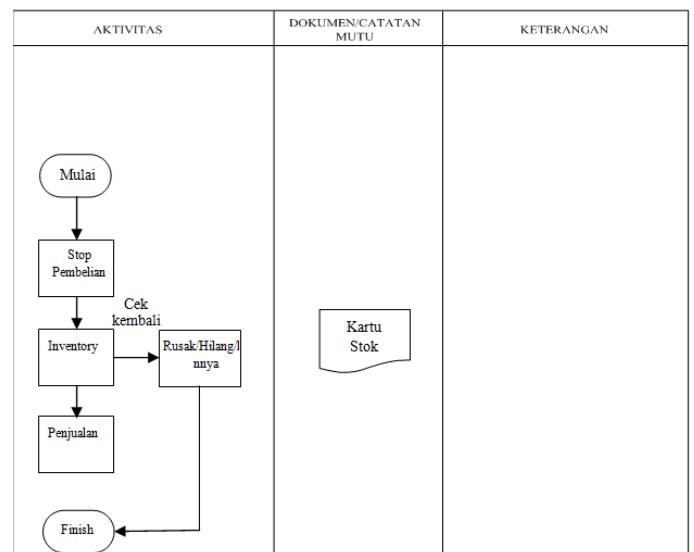 AKTIVITAS
DOKUMEN/CATATAN
MUTU
KETERANGAN
Mulai
Stop
Pembelian
Cek
kembali
Inventory
Rusak/Hilang/l
nnya
Kartu
Stok
Penjualan
Finish